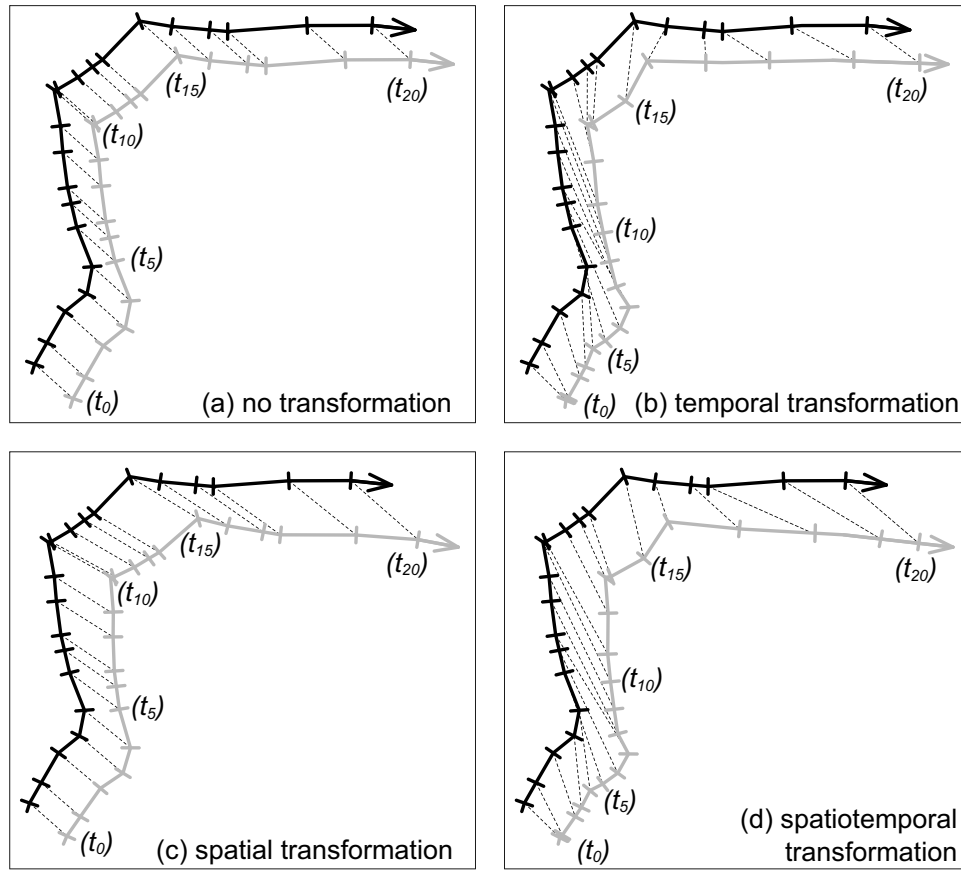 (t20)
(t15)
(t10)
(t5)
(t0)
(a) no transformation
(t20)
(t15)
(t10)
(t5)
(t0)
(b) temporal transformation
(t20)
(t15)
(t10)
(t5)
(t0)
(c) spatial transformation
(t20)
(t15)
(t10)
(t5)
(t0)
(d) spatiotemporal
transformation